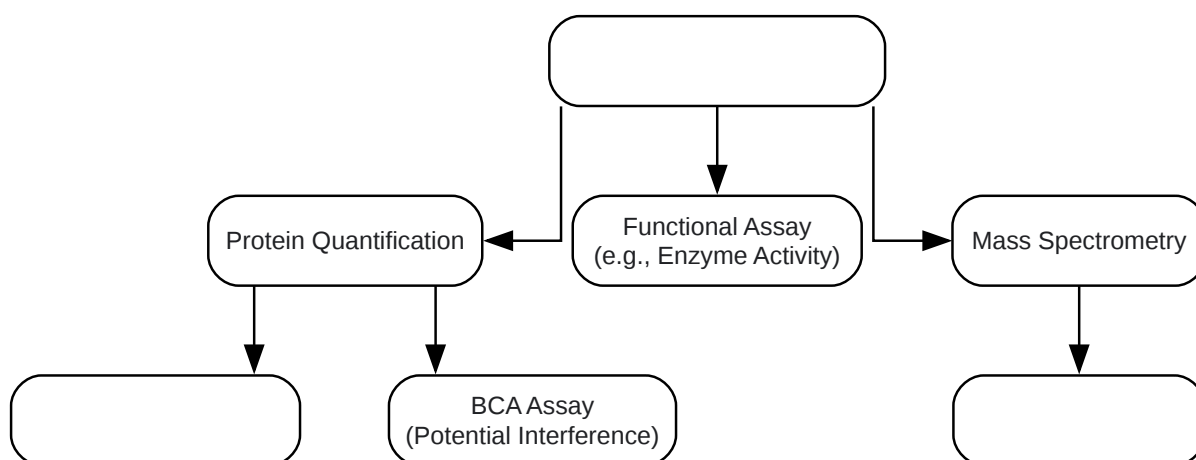 Protein Quantification
Functional Assay
(e.g., Enzyme Activity)
Mass Spectrometry
BCA Assay
(Potential Interference)